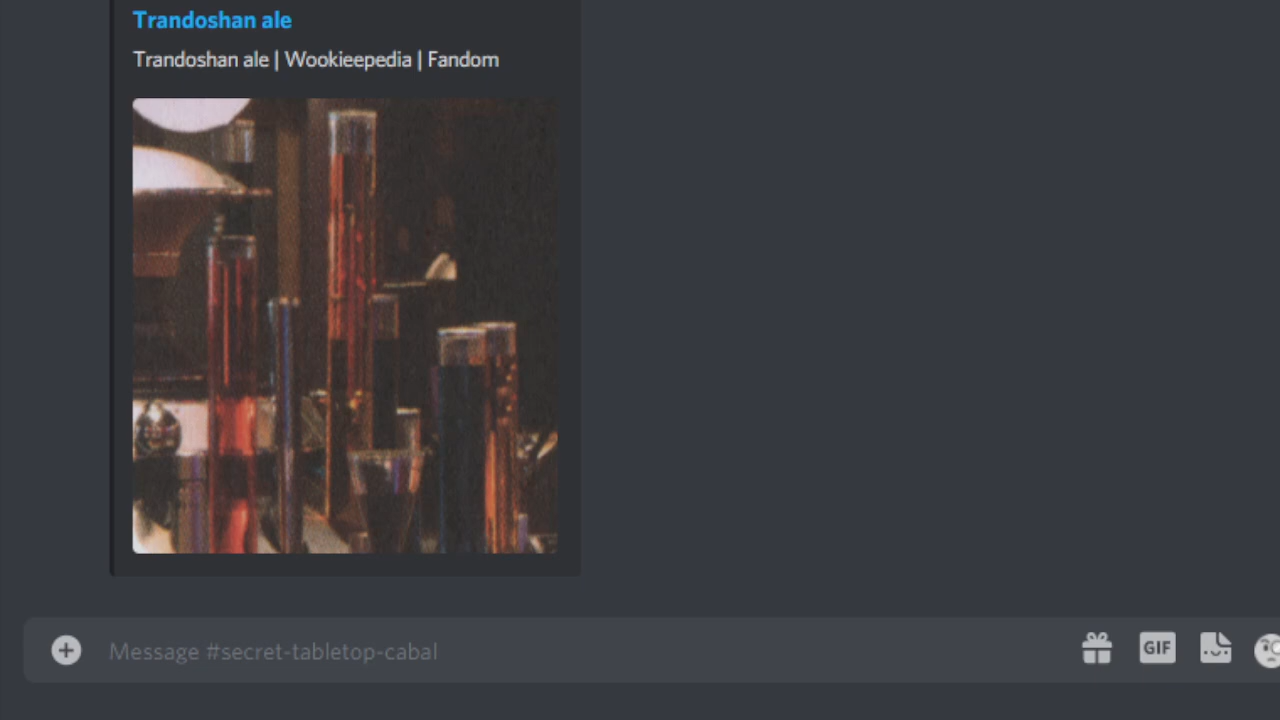 Trandoshan ale
Trandoshan ale | Wookieepedia | Fandom
Message #secret-tabletop-cabal
GIF